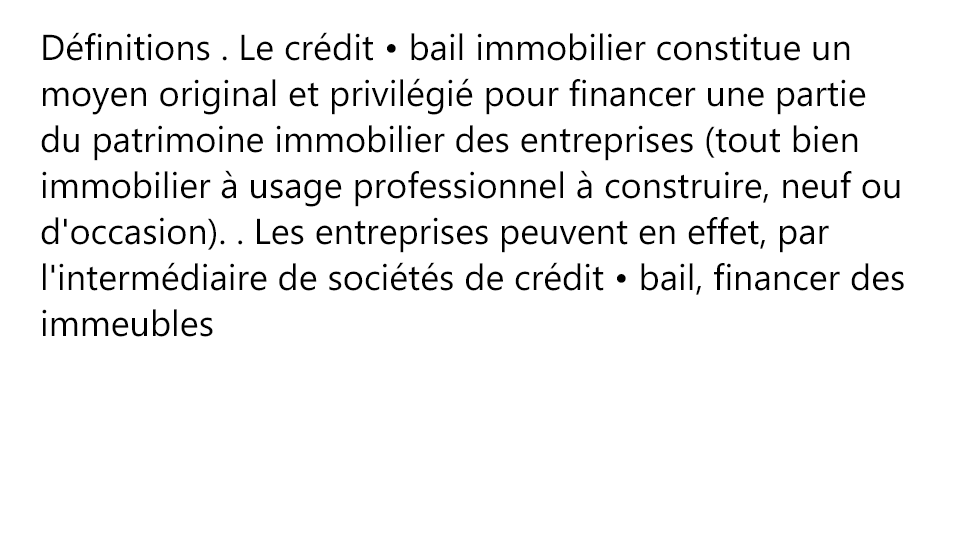 Définitions . Le crédit • bail immobilier constitue un
moyen original et privilégié pour financer une partie
du patrimoine immobilier des entreprises (tout bien
immobilier à usage professionnel à construire, neuf ou
d'occasion). . Les entreprises peuvent en effet, par
l'intermédiaire de sociétés de crédit • bail, financer des
immeubles